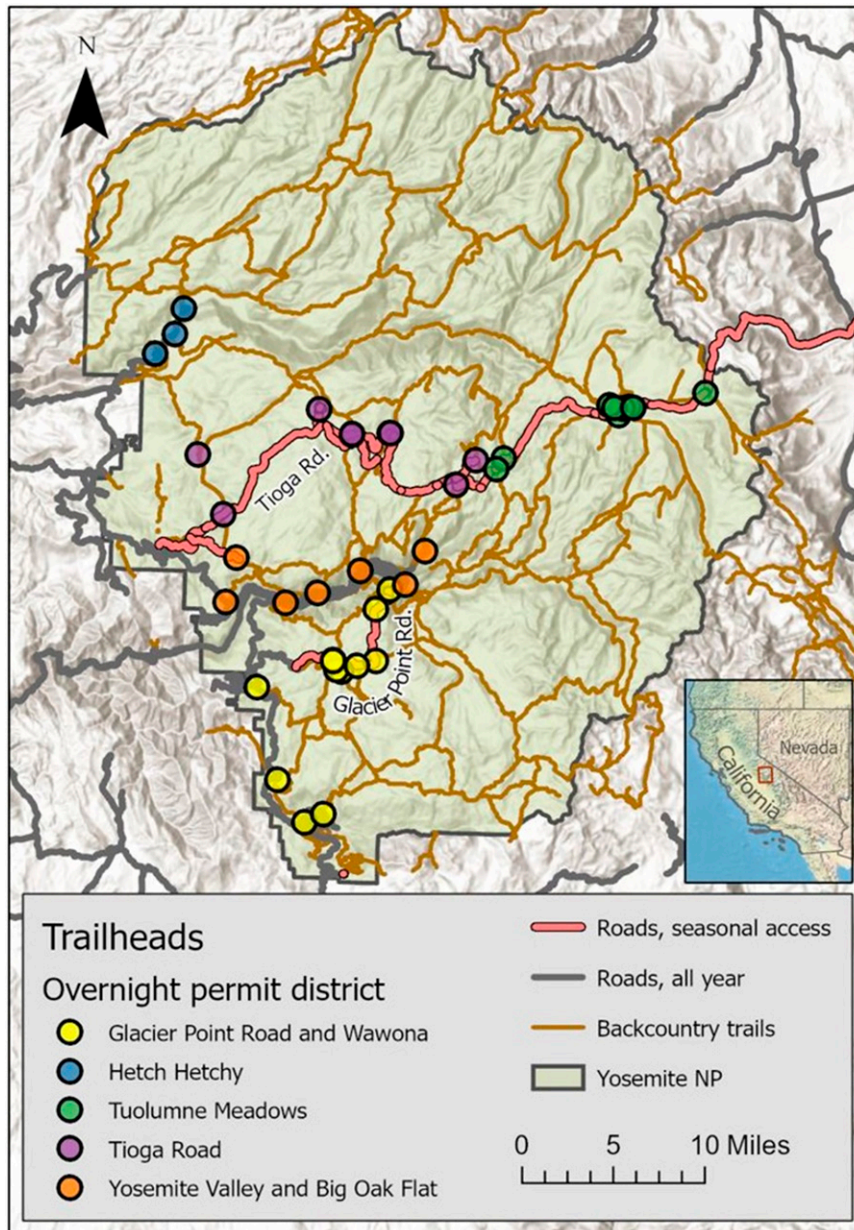 N
Tioga Rd.
Glacier Point Rd.
Nevada
California
Trailheads
Overnight permit district
Glacier Point Road and Wawona
Hetch Hetchy
Tuolumne Meadows
Tioga Road
Yosemite Valley and Big Oak Flat
Roads, seasonal access
Roads, all year
Backcountry trails
Yosemite NP
0 5 10 Miles